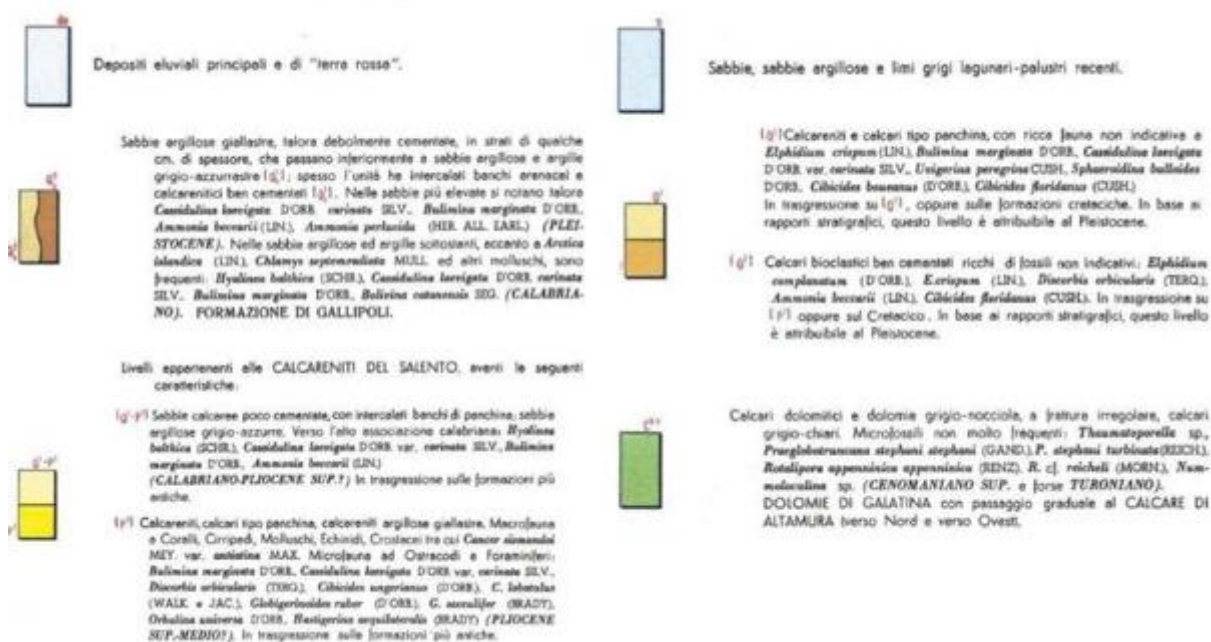 Depositi eluviali principali e di "terra rossa".
Sabbie argillose giallastre, talora debolmente cementate, in strati di qualche
cm. di spessore, che passano inferiormente a sabbie argillose e argille
grigio-azzurrastre; spesso l'unità ha intercalati banchi arenacei e
calcarenitici ben cementati. Nelle sabbie più elevate si notano talora
Cassidulina laevigata D'ORB. carinata SILV., Bulimina marginata D'ORB.,
Ammonia beccarii (LIN.), Ammonia perlucida (HER. ALL. EARL.) (PLEI-
STOCENE). Nelle sabbie argillose ed argille sottostanti, accanto a Arctica
islandica (LIN.), Chlamys septemradiata MULL. ed altri molluschi, sono
frequenti: Hyalinea balthica (SCHR.), Cassidulina laevigata D'ORB. carinata
SILV., Bulimina marginata D'ORB., Bolivina catanensis SEG. (CALABRIA-
NO). FORMAZIONE DI GALLIPOLI.
Livelli appartenenti alle CALCARENITI DEL SALENTO, aventi le seguenti
caratteristiche:
Sabbie calcaree poco cementate, con intercalati banchi di panchina; sabbie
argillose grigio-azzurre. Verso l'alto associazione calabriana: Hyalinea
balthica (SCHR.), Cassidulina laevigata D'ORB. var. carinata SILV., Bulimina
marginata D'ORB., Ammonia beccarii (LIN.)
(CALABRIANO-PLIOCENE SUP.?) In trasgressione sulle formazioni più
antiche.
Calcareniti, calcari tipo panchina, calcareniti argillose giallastre. Macrofauna
a Coralli, Cirripedi, Molluschi, Echinidi, Crostacei tra cui Cancer sismondai
MEY. var. antiatina MAX. Microfauna ad Ostracodi e Foraminiferi:
Bulimina marginata D'ORB., Cassidulina laevigata D'ORB. var. carinata SILV.,
Discorbis orbicularis (TERQ.), Cibicides ungerianus (D'ORB.), C. lobatulus
(WALK. e JAC.), Globigerinoides ruber (D'ORB.), G. sacculifer (BRADY),
Orbulina universa D'ORB., Hastigerina aequilateralis (BRADY) (PLIOCENE
SUP.-MEDIO?). In trasgressione sulle formazioni più antiche.
Sabbie, sabbie argillose e limi grigi lagunari-palustri recenti.
Calcareniti e calcari tipo panchina, con ricca fauna non indicativa a
Elphidium crispum (LIN.), Bulimina marginata D'ORB., Cassidulina laevigata
D'ORB. var. carinata SILV., Uvigerina peregrina CUSH., Sphaeroidina bulloides
D'ORB., Cibicides boueanus (D'ORB.), Cibicides floridanus (CUSH.)
In trasgressione su, oppure sulle formazioni cretaciche. In base ai
rapporti stratigrafici, questo livello è attribuibile al Pleistocene.
Calcari bioclastici ben cementati ricchi di fossili non indicativi: Elphidium
complanatum (D'ORB.), E. crispum (LIN.), Discorbis orbicularis (TERQ.),
Ammonia beccarii (LIN.), Cibicides floridanus (CUSH.). In trasgressione su
oppure sul Cretacico. In base ai rapporti stratigrafici, questo livello
è attribuibile al Pleistocene.
Calcari dolomitici e dolomie grigio-nocciola, a frattura irregolare, calcari
grigio-chiari. Microfossili non molto frequenti: Thaumatoporella sp.,
Praeglobotruncana stephani stephani (GAND.), P. stephani turbinata (REICH.),
Rotalipora appenninica appenninica (RENZ), R. cf. reicheli (MORN.), Num-
moloculina sp. (CENOMANIANO SUP. e forse TURONIANO).
DOLOMIE DI GALATINA con passaggio graduale al CALCARE DI
ALTAMURA (verso Nord e verso Ovest).